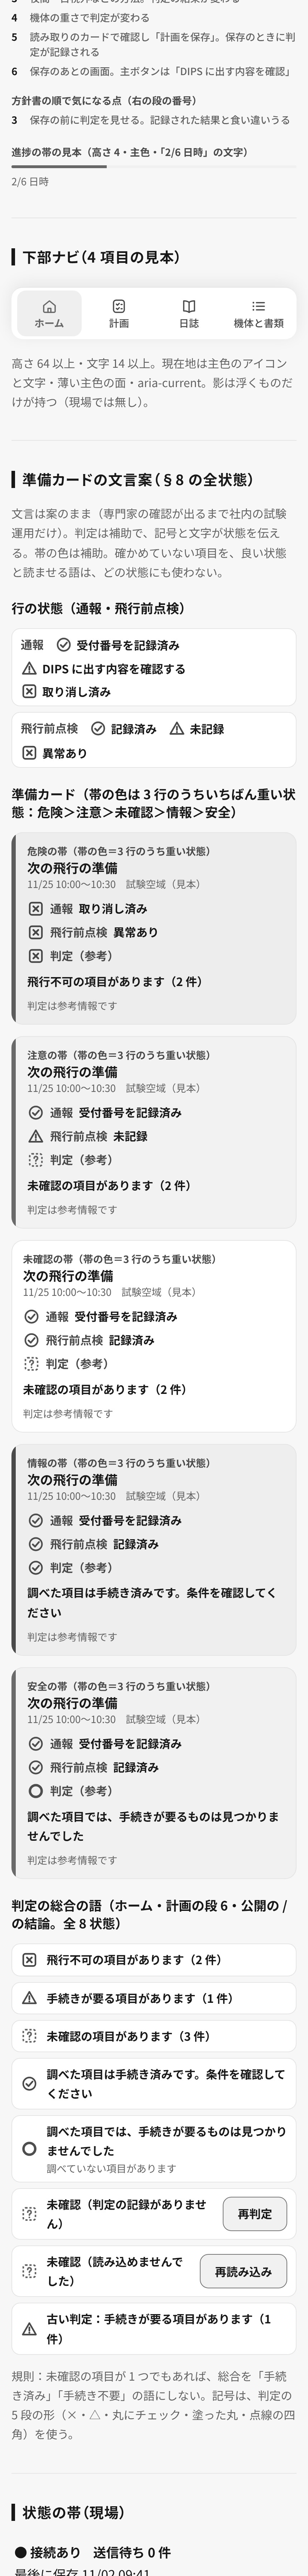 4 機体の重さで判定が変わる
5 読み取りのカードで確認し「計画を保存」。保存のときに判
定が記録される
6 保存のあとの画面。主ボタンは「DIPS に出す内容を確認」
方針書の順で気になる点（右の段の番号）
3 保存の前に判定を見せる。記録された結果と食い違いうる
進捗の帯の見本（高さ 4・主色・「2/6 日時」の文字）
2/6 日時
下部ナビ（4 項目の見本）
ホーム 計画 日誌 機体と書類
高さ 64 以上・文字 14 以上。現在地は主色のアイコン
と文字・薄い主色の面・aria-current。影は浮くものだ
けが持つ（現場では無し）。
準備カードの文言案（§8 の全状態）
文言は案のまま（専門家の確認が出るまで社内の試験
運用だけ）。判定は補助で、記号と文字が状態を伝え
る。帯の色は補助。確かめていない項目を、良い状態
と読ませる語は、どの状態にも使わない。
行の状態（通報・飛行前点検）
通報 受付番号を記録済み
DIPS に出す内容を確認する
取り消し済み
飛行前点検 記録済み 未記録
異常あり
準備カード（帯の色は 3 行のうちいちばん重い状
態：危険＞注意＞未確認＞情報＞安全）
危険の帯（帯の色＝3 行のうち重い状態）
次の飛行の準備
11/25 10:00〜10:30 試験空域（見本）
通報 取り消し済み
飛行前点検 異常あり
判定（参考）
飛行不可の項目があります（2 件）
判定は参考情報です
注意の帯（帯の色＝3 行のうち重い状態）
次の飛行の準備
11/25 10:00〜10:30 試験空域（見本）
通報 受付番号を記録済み
飛行前点検 未記録
判定（参考）
未確認の項目があります（2 件）
判定は参考情報です
未確認の帯（帯の色＝3 行のうち重い状態）
次の飛行の準備
11/25 10:00〜10:30 試験空域（見本）
通報 受付番号を記録済み
飛行前点検 記録済み
判定（参考）
未確認の項目があります（2 件）
判定は参考情報です
情報の帯（帯の色＝3 行のうち重い状態）
次の飛行の準備
11/25 10:00〜10:30 試験空域（見本）
通報 受付番号を記録済み
飛行前点検 記録済み
判定（参考）
調べた項目は手続き済みです。条件を確認してく
ださい
判定は参考情報です
安全の帯（帯の色＝3 行のうち重い状態）
次の飛行の準備
11/25 10:00〜10:30 試験空域（見本）
通報 受付番号を記録済み
飛行前点検 記録済み
判定（参考）
調べた項目では、手続きが要るものは見つかりま
せんでした
判定は参考情報です
判定の総合の語（ホーム・計画の段 6・公開の /
の結論。全 8 状態）
飛行不可の項目があります（2 件）
手続きが要る項目があります（1 件）
未確認の項目があります（3 件）
調べた項目は手続き済みです。条件を確認して
ください
調べた項目では、手続きが要るものは見つかり
ませんでした
調べていない項目があります
未確認（判定の記録がありませ
ん）
再判定
未確認（読み込めませんで
した）
再読み込み
古い判定：手続きが要る項目があります（1
件）
規則：未確認の項目が 1 つでもあれば、総合を「手続
き済み」「手続き不要」の語にしない。記号は、判定の
5 段の形（×・△・丸にチェック・塗った丸・点線の四
角）を使う。
状態の帯（現場）
● 接続あり 送信待ち 0 件
最後に保存 11/02 09:41